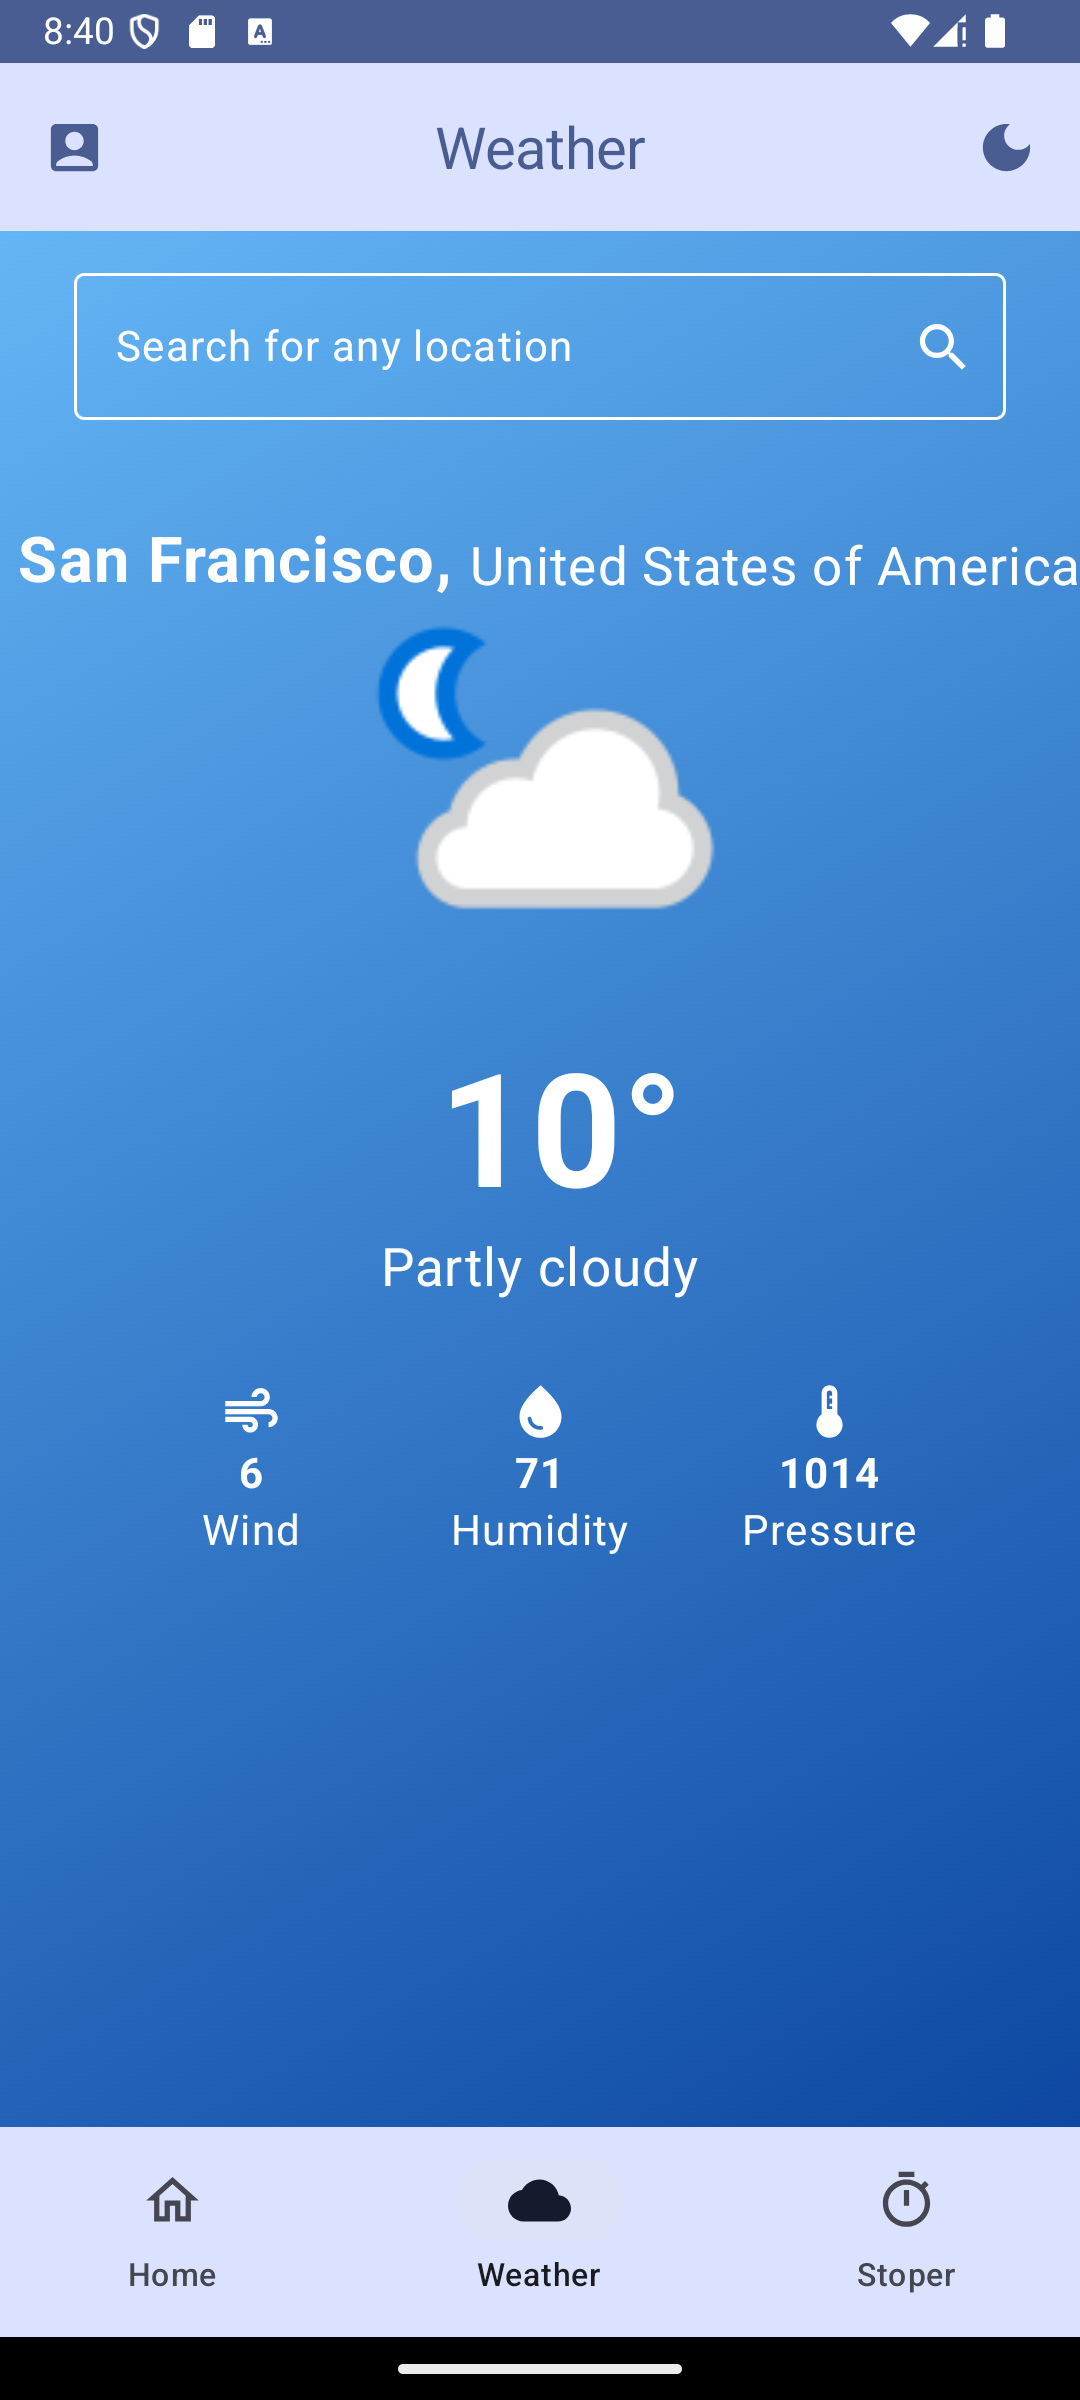 8:40
Weather
Search for any location
San Francisco, United States of America
10°
Partly cloudy
6 71 1014
Wind Humidity Pressure
Home Weather Stoper